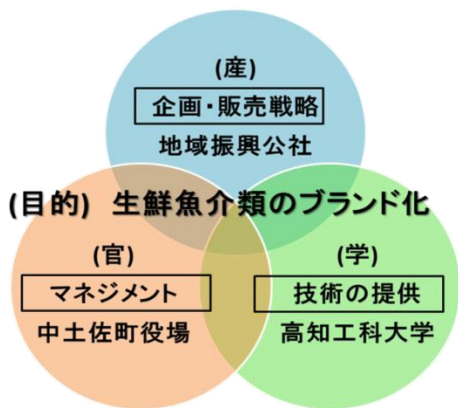 (産)
企画・販売戦略
地域振興公社
(目的) 生鮮魚介類のブランド化
(官)
マネジメント
中土佐町役場
(学)
技術の提供
高知工科大学